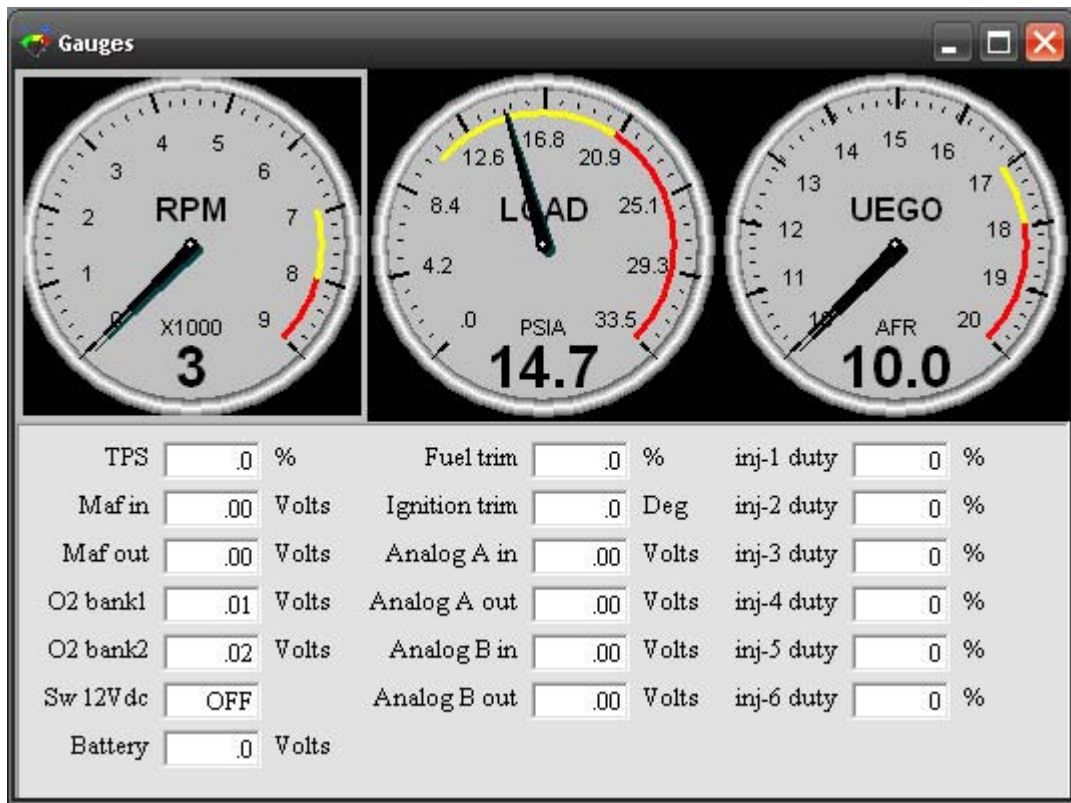 Gauges
0 1 2 3 4 5 6 7 8 9
RPM
X1000
3
.0 4.2 8.4 12.6 16.8 20.9 25.1 29.3 33.5
LOAD
PSIA
14.7
10 11 12 13 14 15 16 17 18 19 20
UEGO
AFR
10.0
TPS .0 % Fuel trim .0 % inj-1 duty 0 %
Maf in .00 Volts Ignition trim .0 Deg inj-2 duty 0 %
Maf out .00 Volts Analog A in .00 Volts inj-3 duty 0 %
O2 bank1 .01 Volts Analog A out .00 Volts inj-4 duty 0 %
O2 bank2 .02 Volts Analog B in .00 Volts inj-5 duty 0 %
Sw 12Vdc OFF Analog B out .00 Volts inj-6 duty 0 %
Battery .0 Volts